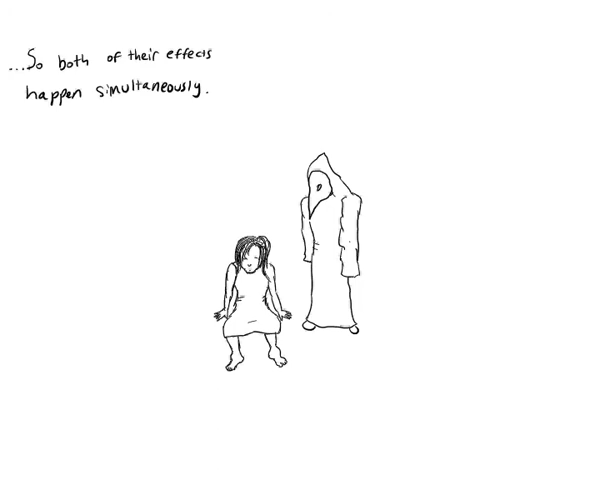 ...So both of their effects
happen simultaneously.